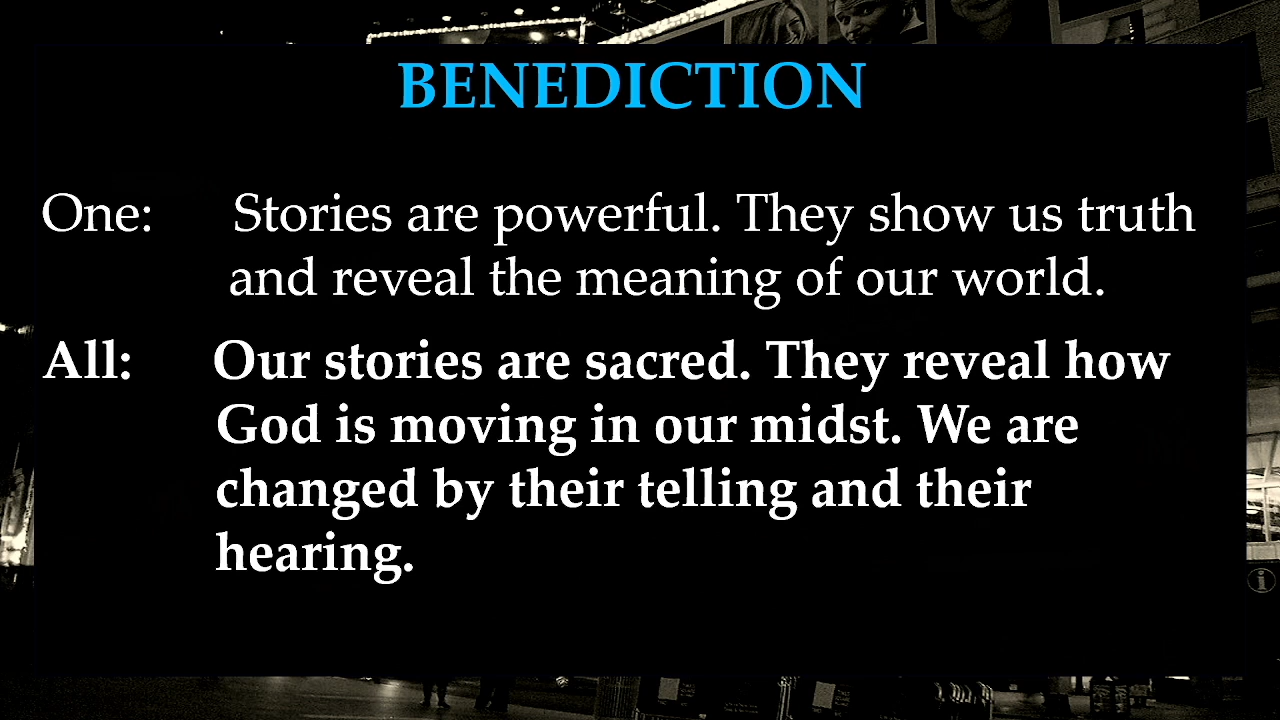 BENEDICTION
One: Stories are powerful. They show us truth
and reveal the meaning of our world.
All: Our stories are sacred. They reveal how
God is moving in our midst. We are
changed by their telling and their
hearing.